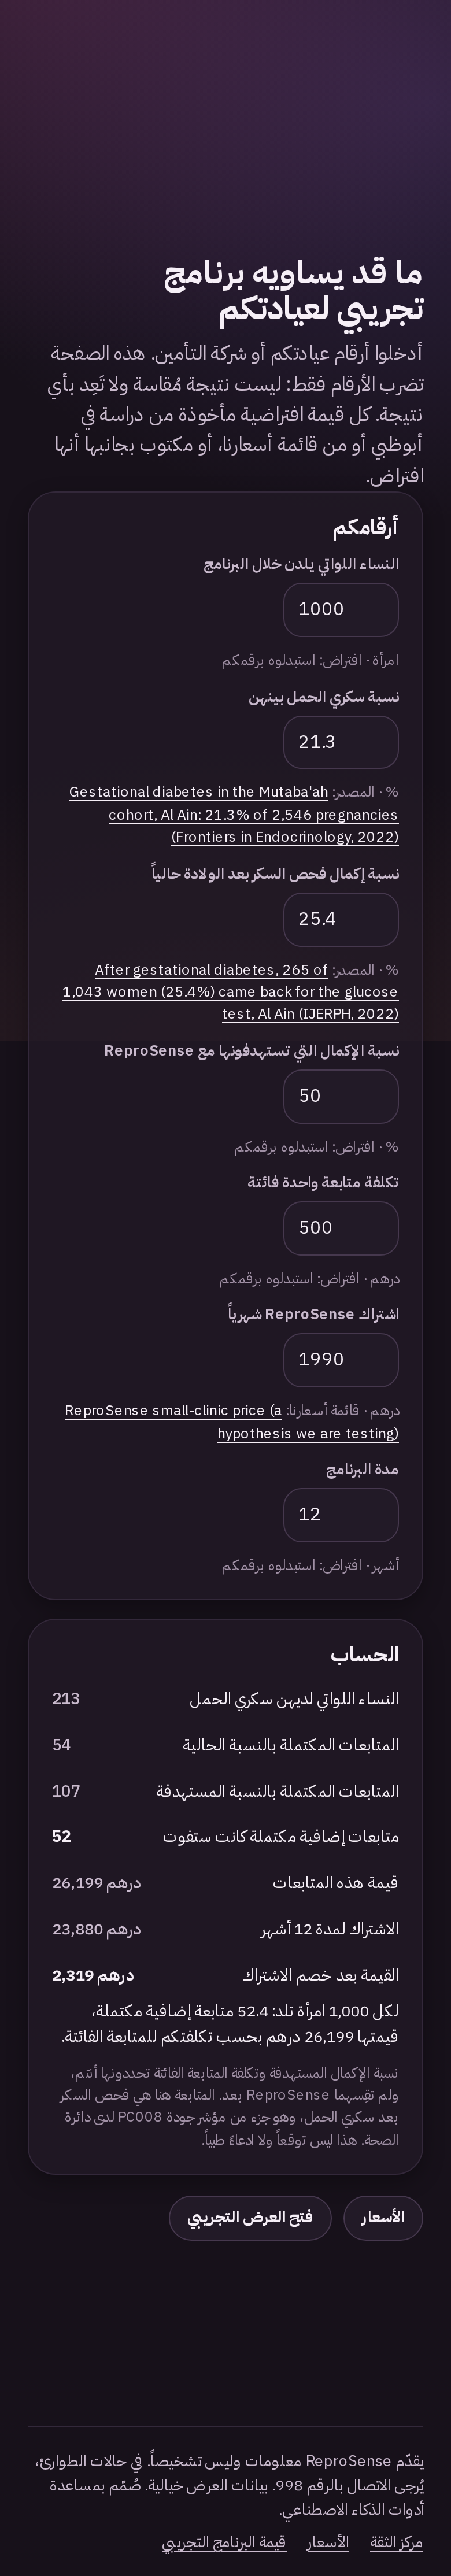 ما قد يساويه برنامج
تجريبي لعيادتكم
أدخلوا أرقام عيادتكم أو شركة التأمين. هذه الصفحة
تضرب الأرقام فقط: ليست نتيجة مُقاسة ولا تَعِد بأي
نتيجة. كل قيمة افتراضية مأخوذة من دراسة في
أبوظبي أو من قائمة أسعارنا، أو مكتوب بجانبها أنها
افتراض.
أرقامكم
النساء اللواتي يلدن خلال البرنامج
1000
امرأة · افتراض: استبدلوه برقمكم
نسبة سكري الحمل بينهن
21.3
% · المصدر: Gestational diabetes in the Mutaba'ah
cohort, Al Ain: 21.3% of 2,546 pregnancies
(Frontiers in Endocrinology, 2022)
نسبة إكمال فحص السكر بعد الولادة حالياً
25.4
% · المصدر: After gestational diabetes, 265 of
1,043 women (25.4%) came back for the glucose
test, Al Ain (IJERPH, 2022)
نسبة الإكمال التي تستهدفونها مع ReproSense
50
% · افتراض: استبدلوه برقمكم
تكلفة متابعة واحدة فائتة
500
درهم · افتراض: استبدلوه برقمكم
اشتراك ReproSense شهرياً
1990
درهم · قائمة أسعارنا: ReproSense small-clinic price (a
hypothesis we are testing)
مدة البرنامج
12
أشهر · افتراض: استبدلوه برقمكم
الحساب
النساء اللواتي لديهن سكري الحمل 213
المتابعات المكتملة بالنسبة الحالية 54
المتابعات المكتملة بالنسبة المستهدفة 107
متابعات إضافية مكتملة كانت ستفوت 52
قيمة هذه المتابعات 26,199 درهم
الاشتراك لمدة 12 أشهر 23,880 درهم
القيمة بعد خصم الاشتراك 2,319 درهم
لكل 1,000 امرأة تلد: 52.4 متابعة إضافية مكتملة،
قيمتها 26,199 درهم بحسب تكلفتكم للمتابعة الفائتة.
نسبة الإكمال المستهدفة وتكلفة المتابعة الفائتة تحددونها أنتم،
ولم تقِسهما ReproSense بعد. المتابعة هنا هي فحص السكر
بعد سكري الحمل، وهو جزء من مؤشر جودة PC008 لدى دائرة
الصحة. هذا ليس توقعاً ولا ادعاءً طبياً.
الأسعار
فتح العرض التجريبي
يقدّم ReproSense معلومات وليس تشخيصاً. في حالات الطوارئ،
يُرجى الاتصال بالرقم 998. بيانات العرض خيالية. صُمّم بمساعدة
أدوات الذكاء الاصطناعي.
مركز الثقة الأسعار قيمة البرنامج التجريبي